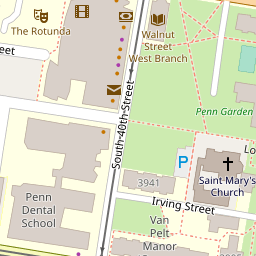 The Rotunda
Walnut
Street
West Branch
South 40th Street
Penn Garden
P
Saint Mary's
Church
3941
Irving Street
Penn
Dental
School
Van
Pelt
Manor